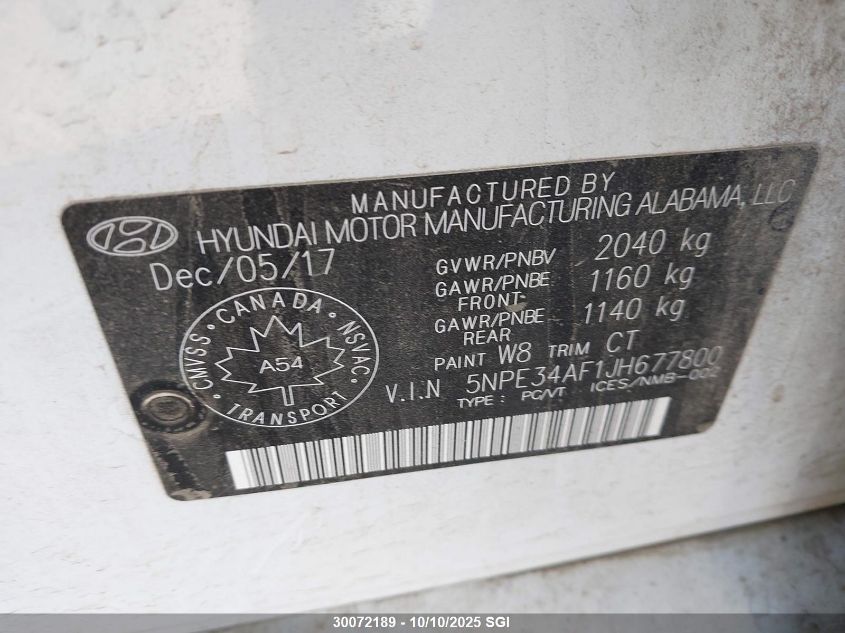 MANUFACTURED BY
HYUNDAI MOTOR MANUFACTURING ALABAMA, LLC
Dec/05/17
GVWR/PNBV 2040 kg
GAWR/PNBE FRONT 1160 kg
GAWR/PNBE REAR 1140 kg
PAINT W8 TRIM CT
V.I.N 5NPE34AF1JH677800
TYPE : PC/VT ICES/NMB-002
CMVSS • CANADA • NSVAC • TRANSPORT •
A54
30072189 - 10/10/2025 SGI